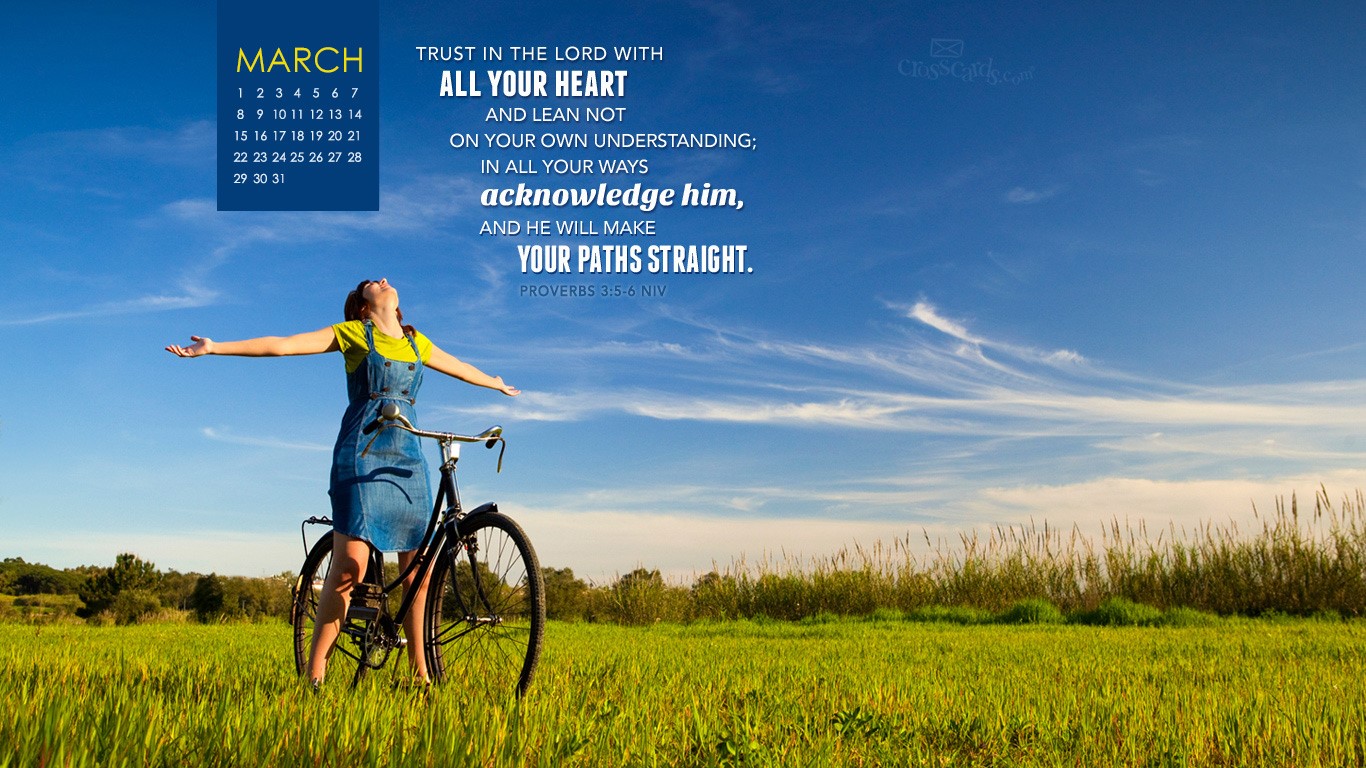 MARCH
1 2 3 4 5 6 7
8 9 10 11 12 13 14
15 16 17 18 19 20 21
22 23 24 25 26 27 28
29 30 31
TRUST IN THE LORD WITH
ALL YOUR HEART
AND LEAN NOT
ON YOUR OWN UNDERSTANDING;
IN ALL YOUR WAYS
acknowledge him,
AND HE WILL MAKE
YOUR PATHS STRAIGHT.
PROVERBS 3:5-6 NIV
crosscards.com